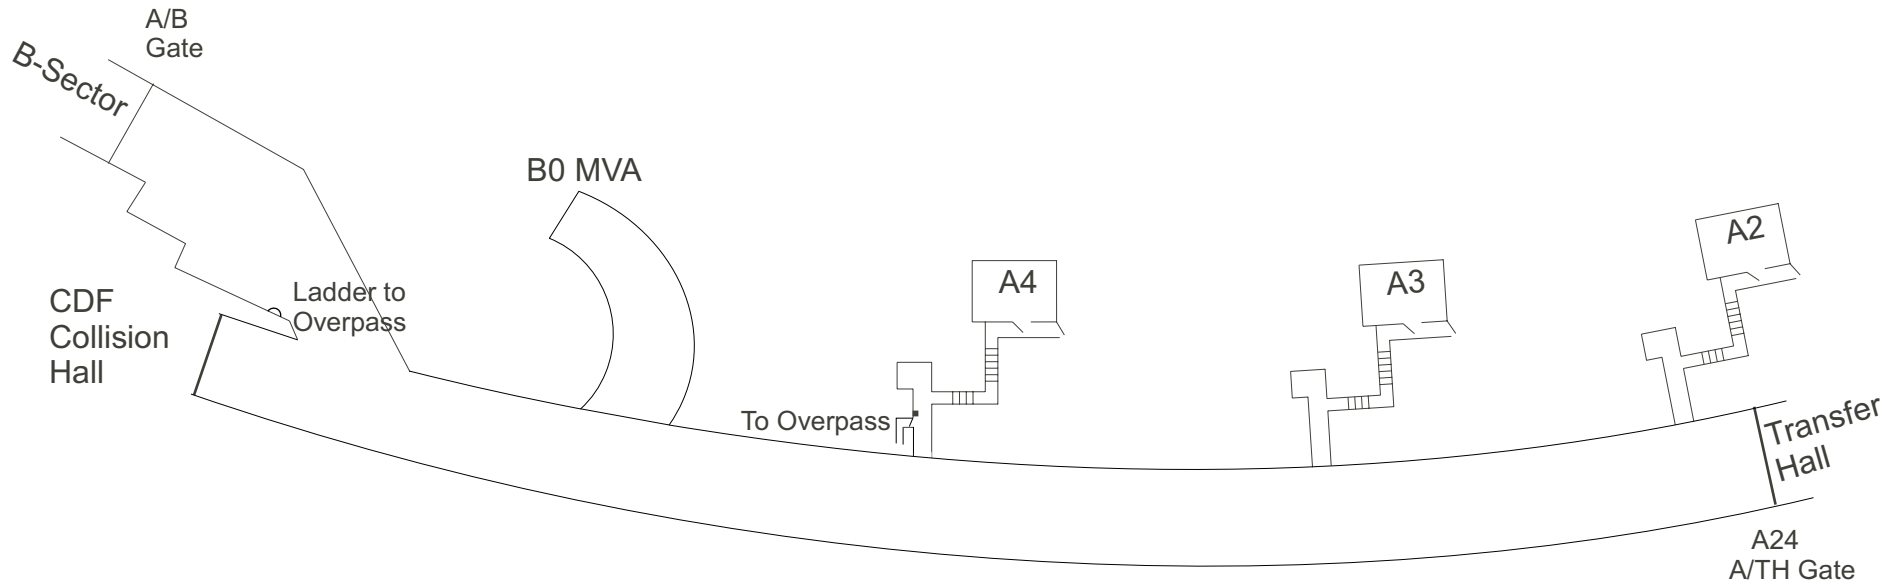 A/B
Gate
B-Sector
B0 MVA
A2
A4
A3
CDF
Collision
Hall
Ladder to
Overpass
To Overpass
Transfer
Hall
A24
A/TH Gate